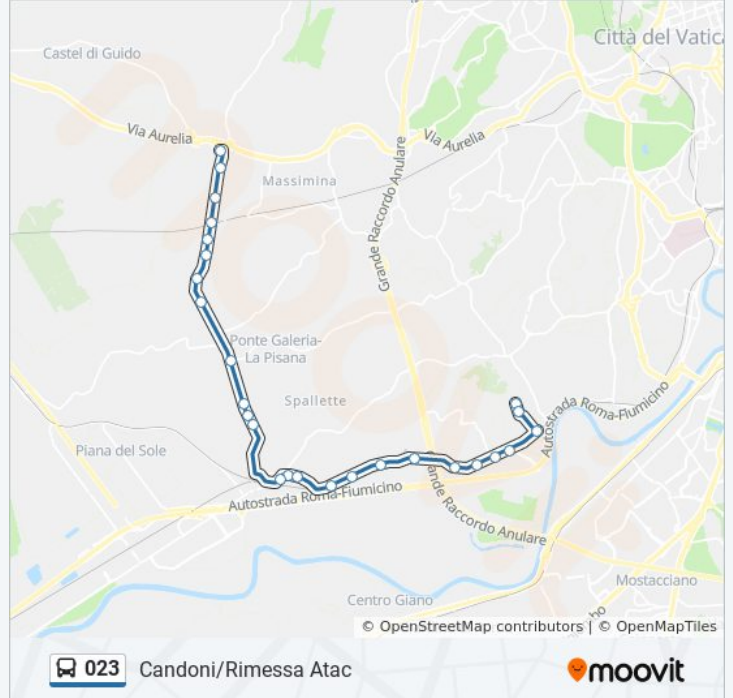 Castel di Guido
Città del Vatica
Via Aurelia
Via Aurelia
Massimina
Grande Raccordo Anulare
Ponte Galeria-
La Pisana
Spallette
Autostrada Roma-Fiumicino
Piana del Sole
Autostrada Roma-Fiumicino
Grande Raccordo Anulare
Mostacciano
Centro Giano
© OpenStreetMap contributors | © OpenMapTiles
023 Candoni/Rimessa Atac
moovit